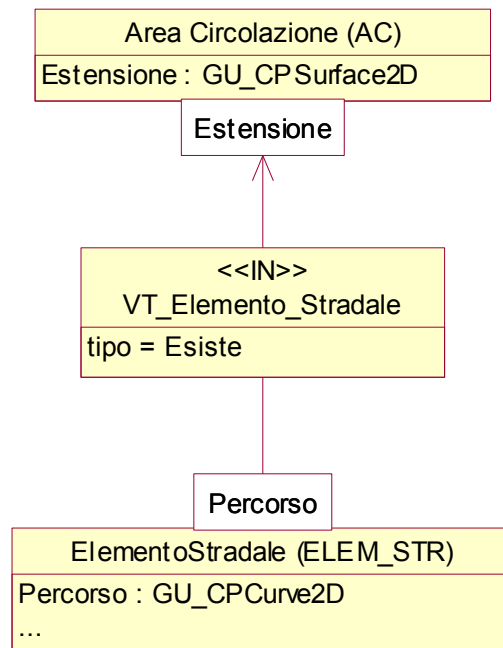 Area Circolazione (AC)
Estensione : GU_CPSurface2D
Estensione
<<IN>>
VT_Elemento_Stradale
tipo = Esiste
Percorso
ElementoStradale (ELEM_STR)
Percorso : GU_CPCurve2D
...